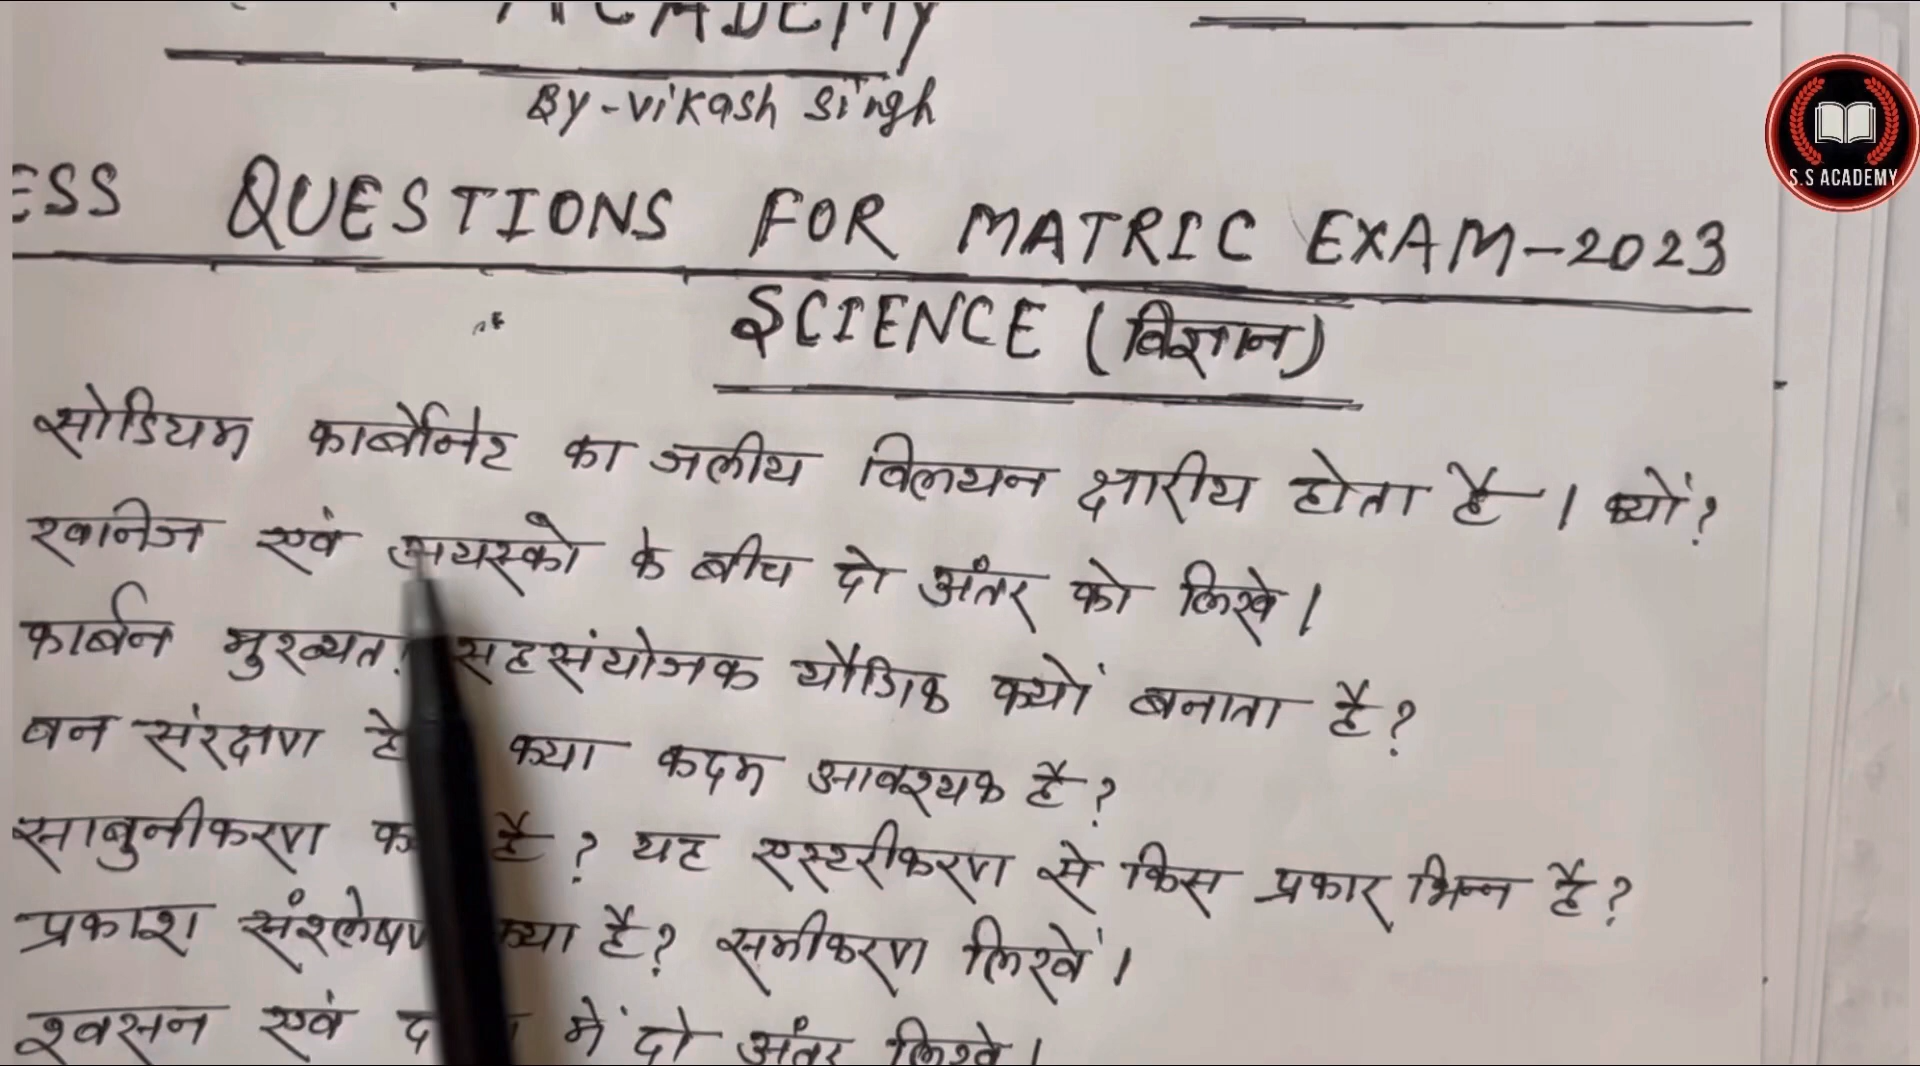 ACADEMY
By-Vikash Singh
ESS QUESTIONS FOR MATRIC EXAM-2023
SCIENCE (विज्ञान)
सोडियम कार्बोनेट का जलीय विलयन क्षारीय होता है । क्यों?
खनिज एवं अयस्को के बीच दो अंतर को लिखे।
कार्बन मुख्यत: सहसंयोजक यौगिक क्यों बनाता है?
वन संरक्षण क्या कदम आवश्यक है?
साबुनीकरण है? यह एस्टरीकरण से किस प्रकार भिन्न है?
प्रकाश संश्लेषण क्या है? समीकरण लिखें।
श्वसन एवं में दो अंतर लिखे।
S.S ACADEMY